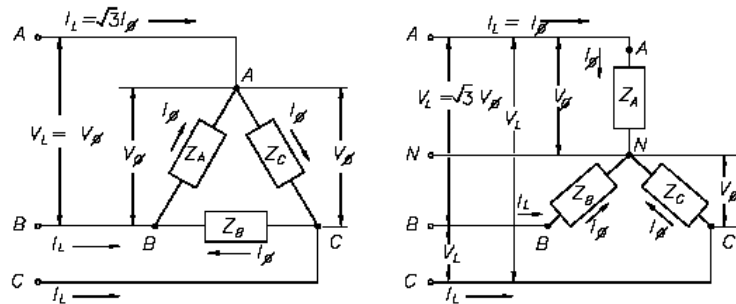 I_L = √3 I_Ø
A
A
V_L = V_Ø
V_Ø
I_Ø
Z_A
Z_C
I_Ø
V_Ø
B
B
Z_B
C
I_L
I_Ø
C
I_L
I_L = I_Ø
A
A
I_Ø
V_L = √3 V_Ø
V_L
V_Ø
Z_A
N
N
Z_B
Z_C
V_Ø
I_L
I_Ø
I_Ø
B
B
C
V_L
C
I_L